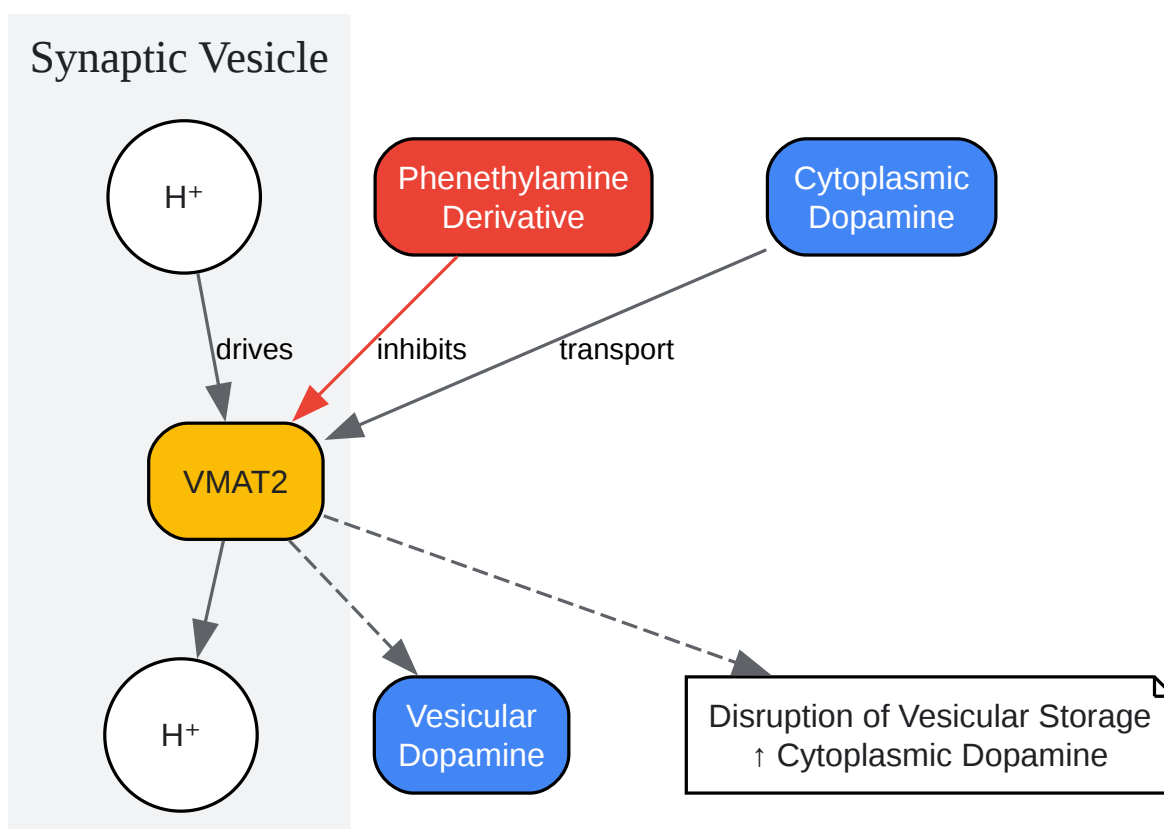 Synaptic Vesicle
H⁺
Phenethylamine
Derivative
Cytoplasmic
Dopamine
drives
inhibits
transport
VMAT2
H⁺
Vesicular
Dopamine
Disruption of Vesicular Storage
↑ Cytoplasmic Dopamine